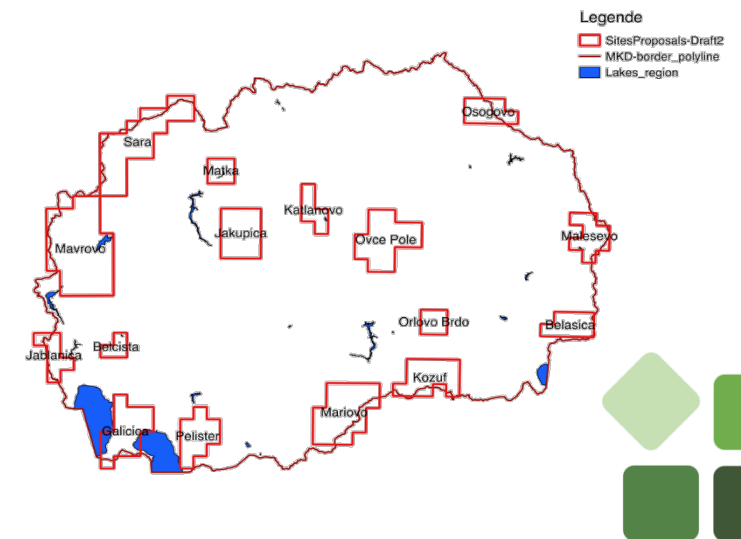 Legende
SitesProposals-Draft2
MKD-border_polyline
Lakes_region
Osogovo
Sara
Matka
Katlanovo
Jakupica
Ovce Pole
Malesevo
Mavrovo
Orlovo Brdo
Belasica
Belcista
Jablanica
Kozuf
Mariovo
Galicica
Pelister